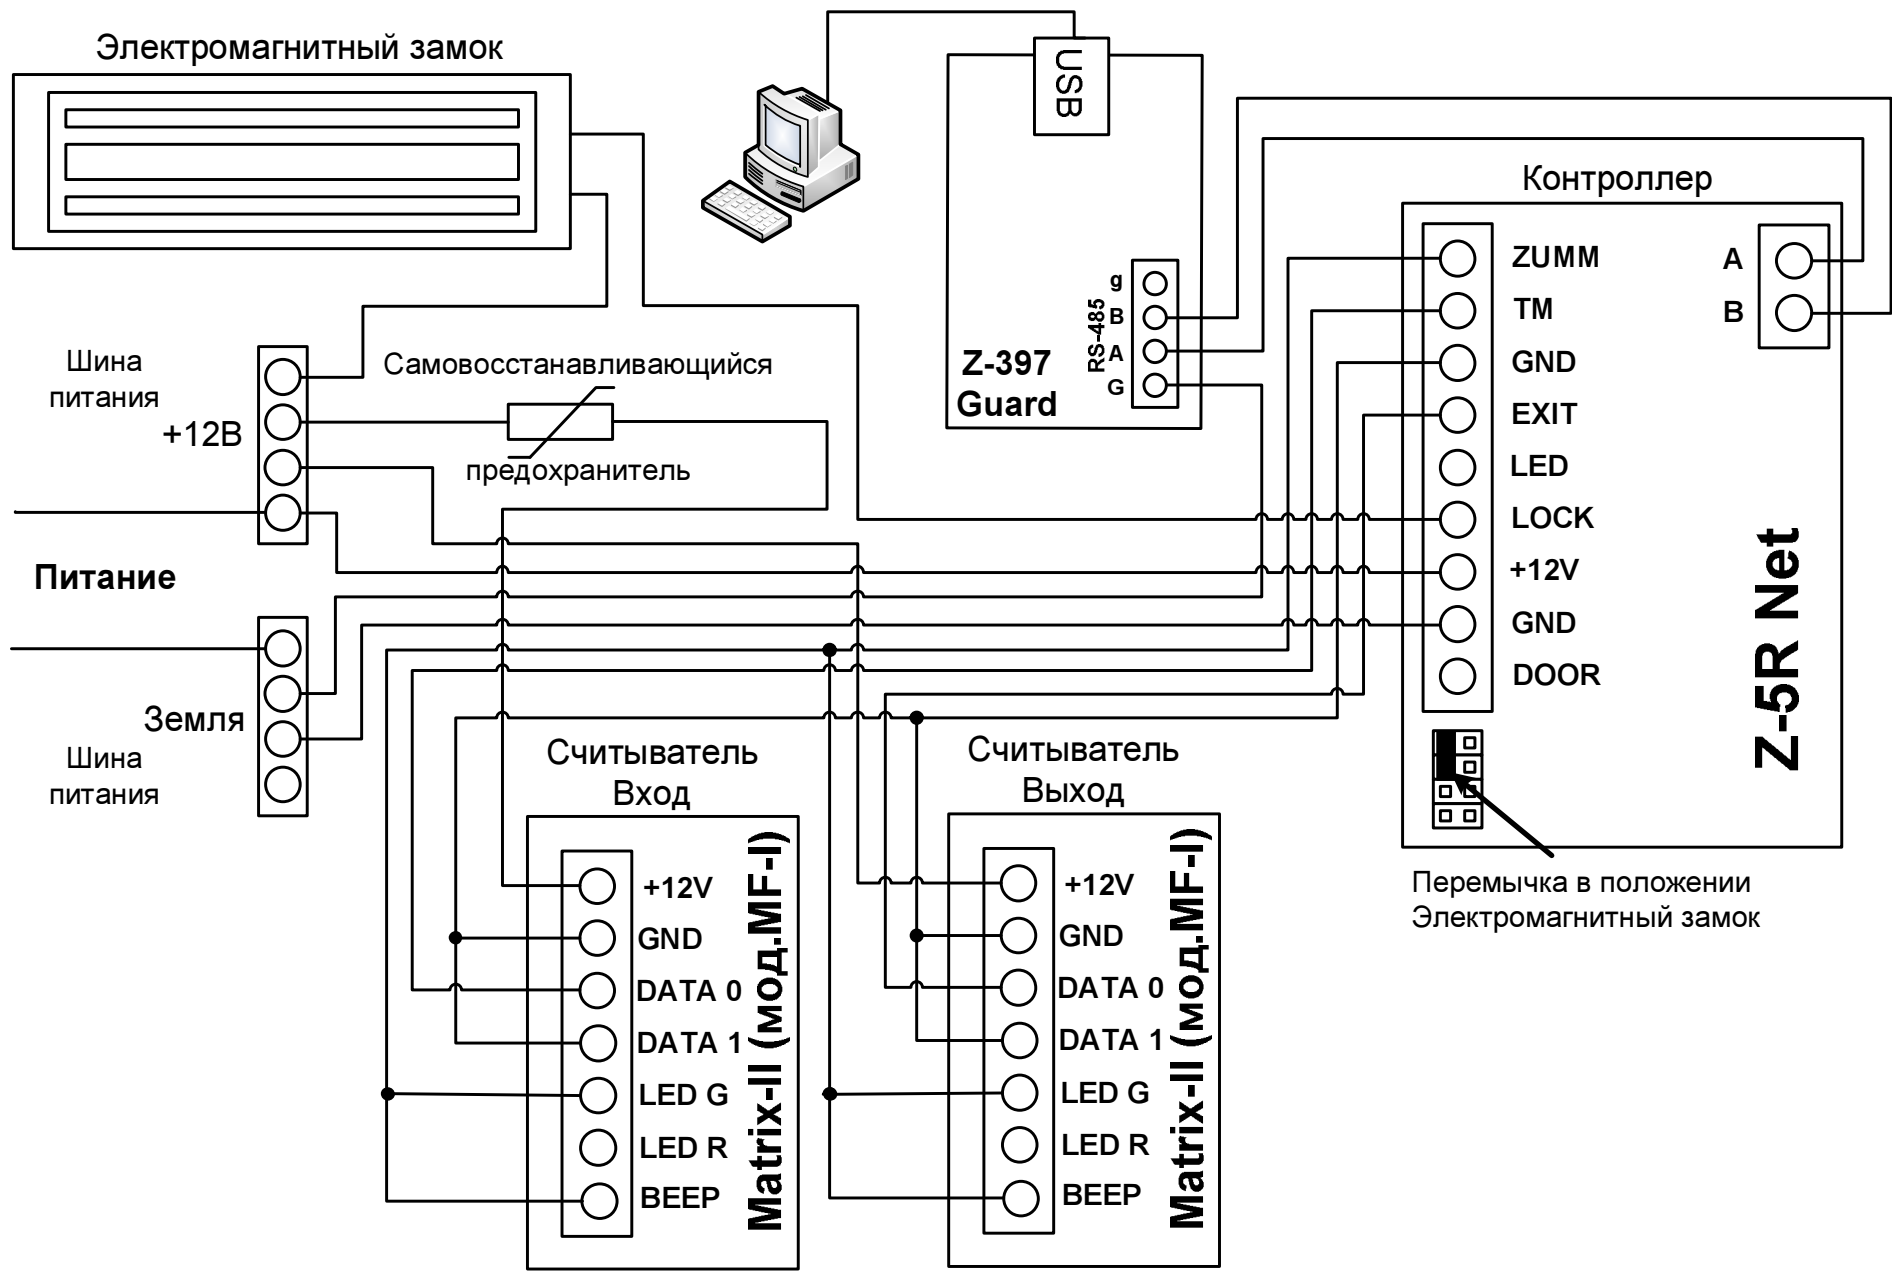 Электромагнитный замок
USB
Z-397
Guard
RS-485
g
B
A
G
Контроллер
ZUMM
TM
GND
EXIT
LED
LOCK
+12V
GND
DOOR
A
B
Z-5R Net
Перемычка в положении
Электромагнитный замок
Шина
питания
+12В
Самовосстанавливающийся
предохранитель
Питание
Земля
Шина
питания
Считыватель
Вход
+12V
GND
DATA 0
DATA 1
LED G
LED R
BEEP
Matrix-II (мод.MF-I)
Считыватель
Выход
+12V
GND
DATA 0
DATA 1
LED G
LED R
BEEP
Matrix-II (мод.MF-I)